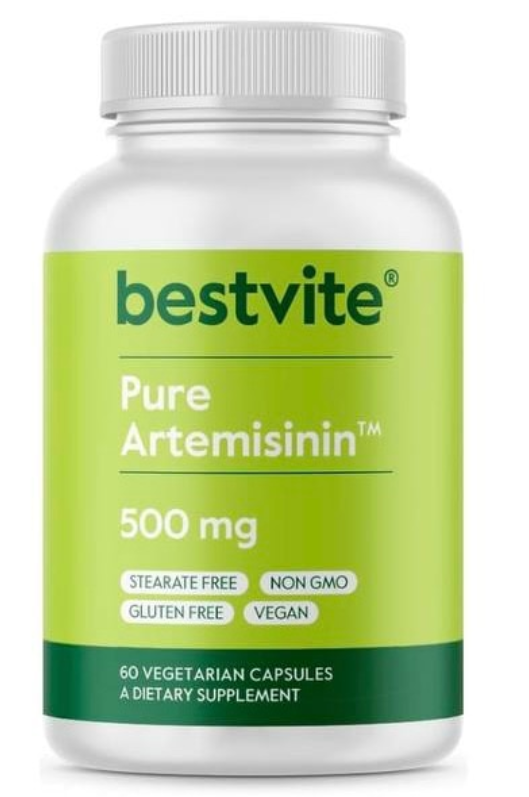 bestvite®
Pure
Artemisinin™
500 mg
STEARATE FREE NON GMO
GLUTEN FREE VEGAN
60 VEGETARIAN CAPSULES
A DIETARY SUPPLEMENT